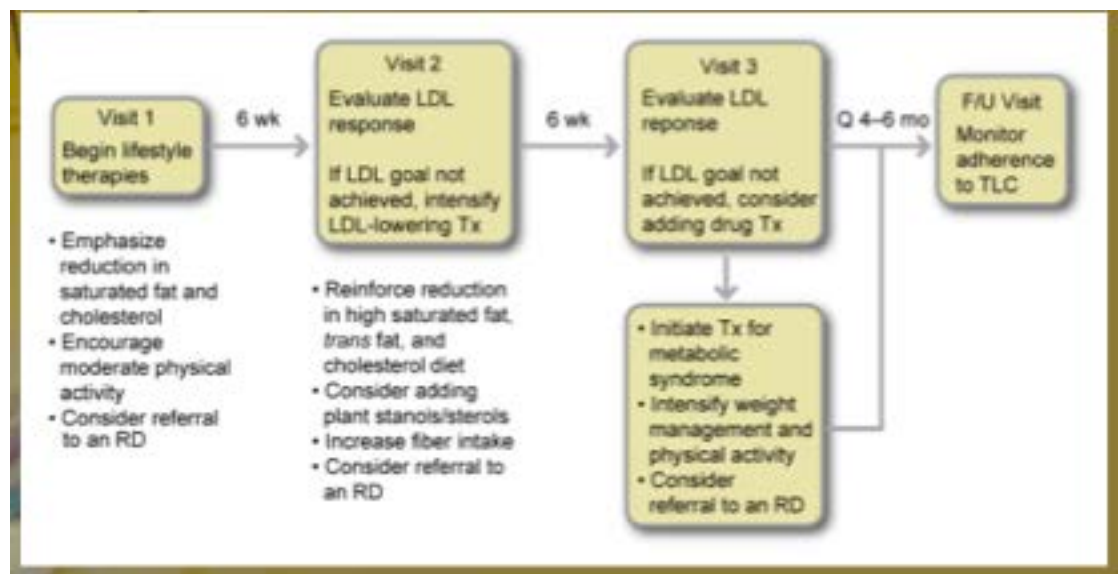 Visit 1
Begin lifestyle
therapies
6 wk
Visit 2
Evaluate LDL
response
If LDL goal not
achieved, intensify
LDL-lowering Tx
6 wk
Visit 3
Evaluate LDL
reponse
If LDL goal not
achieved, consider
adding drug Tx
Q 4–6 mo
F/U Visit
Monitor
adherence
to TLC
• Emphasize
reduction in
saturated fat and
cholesterol
• Encourage
moderate physical
activity
• Consider referral
to an RD
• Reinforce reduction
in high saturated fat,
trans fat, and
cholesterol diet
• Consider adding
plant stanols/sterols
• Increase fiber intake
• Consider referral to
an RD
• Initiate Tx for
metabolic
syndrome
• Intensify weight
management and
physical activity
• Consider
referral to an RD